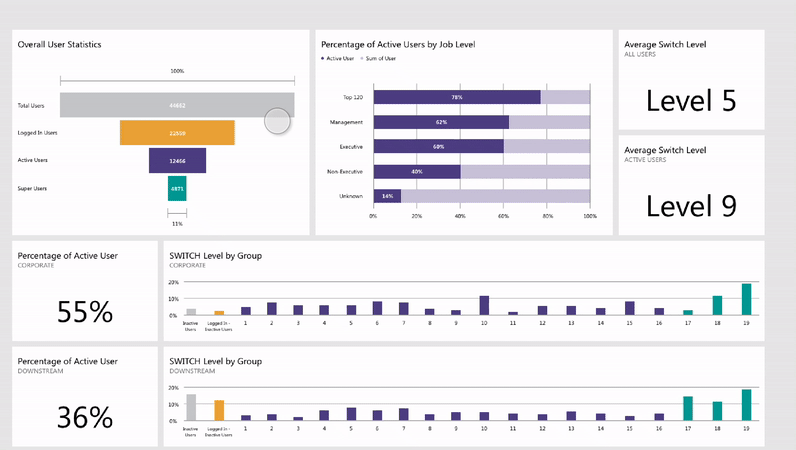 Overall User Statistics
100%
Total Users
Logged In Users
22559
Active Users
12466
Super Users
4871
11%
Percentage of Active Users by Job Level
Active User Sum of User
Top 120 78%
Management 62%
Executive 60%
Non-Executive 40%
Unknown 14%
0% 20% 40% 60% 80% 100%
Average Switch Level
ALL USERS
Level 5
Average Switch Level
ACTIVE USERS
Level 9
Percentage of Active User
CORPORATE
55%
SWITCH Level by Group
CORPORATE
20%
10%
0%
Inactive Users
Logged In - Inactive Users
1 2 3 4 5 6 7 8 9 10 11 12 13 14 15 16 17 18 19
Percentage of Active User
DOWNSTREAM
36%
SWITCH Level by Group
DOWNSTREAM
20%
10%
0%
Inactive Users
Logged In - Inactive Users
1 2 3 4 5 6 7 8 9 10 11 12 13 14 15 16 17 18 19